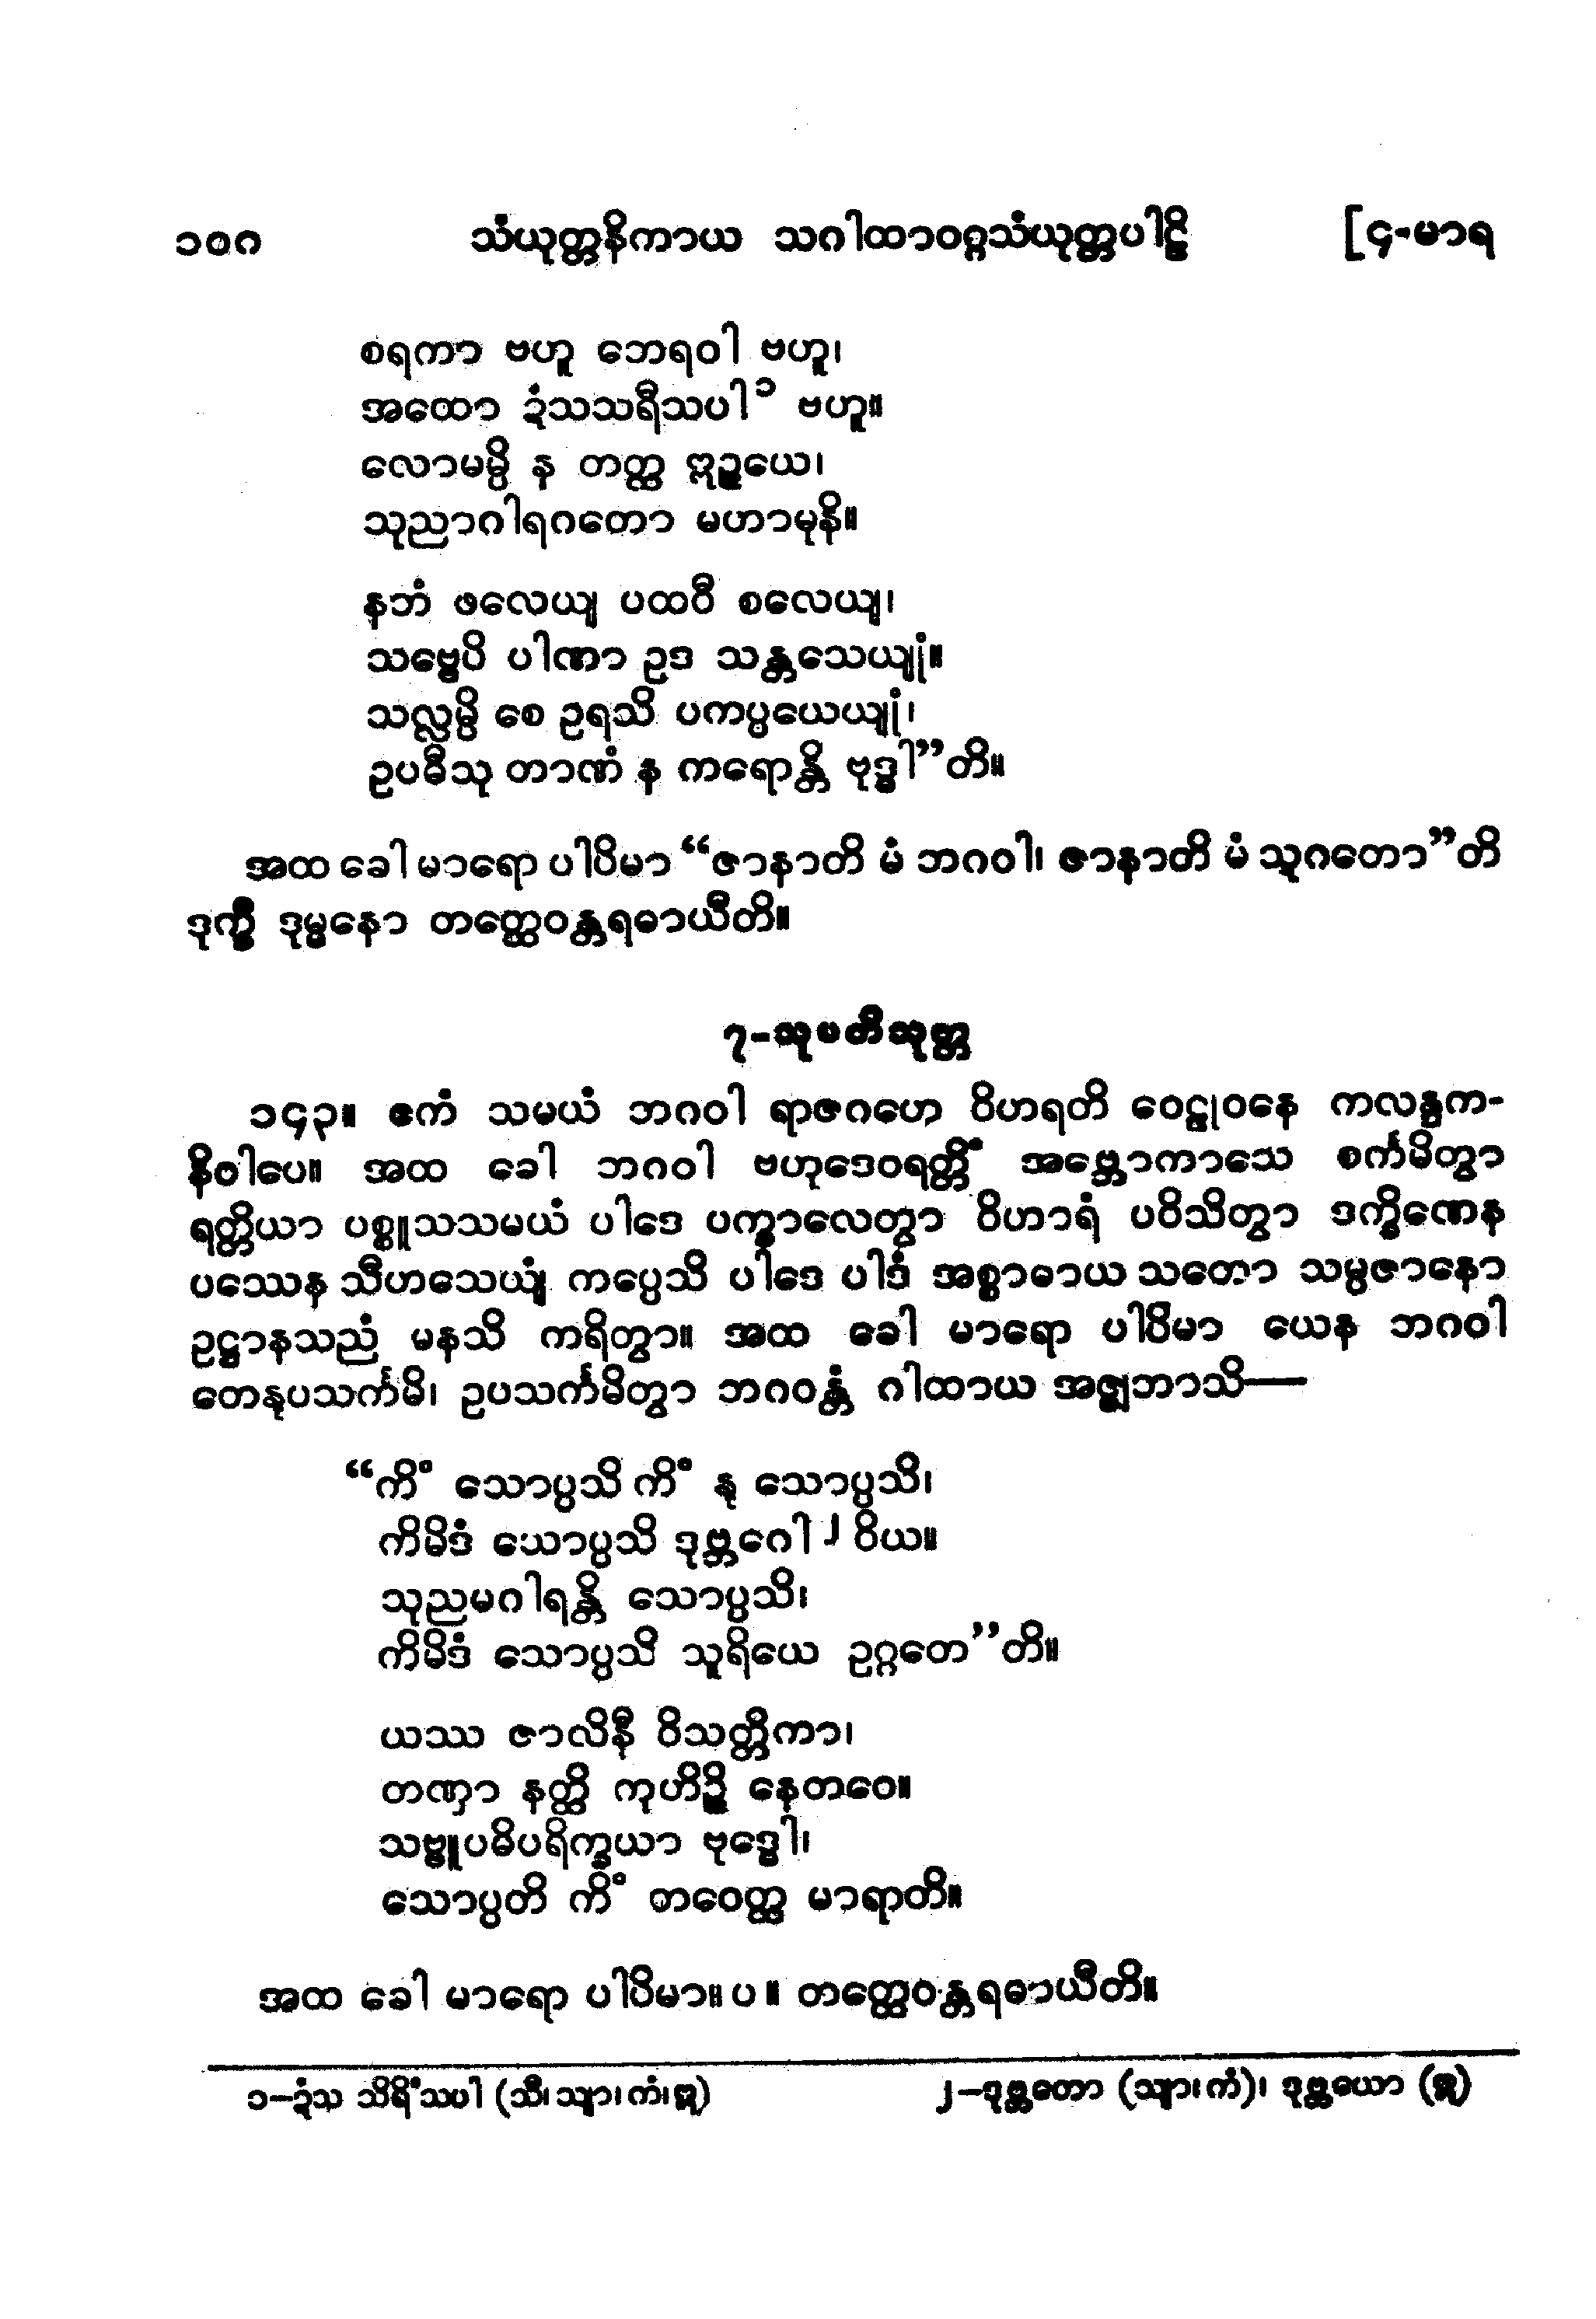 ၁၀၈ သံယုတ္တနိကာယ သဂါထာဝဂ္ဂသံယုတ္တပါဠိ [၄-မာရ
စရကာ ဗဟူ ဘေရဝါ ဗဟူ၊
အထော ဍံသသရီသပါ ၁ ဗဟူ။
လောမမ္ပိ န တတ္ထ ဣဉ္ဇယေ၊
သုညာဂါရဂတော မဟာမုနိ။
နဘံ ဖလေယျ ပထဝီ စလေယျ၊
သဗ္ဗေပိ ပါဏာ ဥဒ သန္တသေယျုံ။
သလ္လမ္ပိ စေ ဥရသိ ပကပ္ပယေယျုံ၊
ဥပဓီသု တာဏံ န ကရောန္တိ ဗုဒ္ဓါ”တိ။
အထ ခေါ မာရော ပါပိမာ “ဇာနာတိ မံ ဘဂဝါ၊ ဇာနာတိ မံ သုဂတော”တိ
ဒုက္ခီ ဒုမ္မနော တတ္ထေဝန္တရဓာယီတိ။
၇-သုပတိသုတ္တ
၁၄၃။ ဧကံ သမယံ ဘဂဝါ ရာဇဂဟေ ဝိဟရတိ ဝေဠုဝနေ ကလန္ဒက-
နိဝါပေ။ အထ ခေါ ဘဂဝါ ဗဟုဒေဝရတ္တိံ အဗ္ဘောကာသေ စင်္ကမိတွာ
ရတ္တိယာ ပစ္စူသသမယံ ပါဒေ ပက္ခာလေတွာ ဝိဟာရံ ပဝိသိတွာ ဒက္ခိဏေန
ပဿေန သီဟသေယျံ ကပ္ပေသိ ပါဒေ ပါဒံ အစ္စာဓာယ သတော သမ္ပဇာနော
ဥဋ္ဌာနသညံ မနသိ ကရိတွာ။ အထ ခေါ မာရော ပါပိမာ ယေန ဘဂဝါ
တေနုပသင်္ကမိ၊ ဥပသင်္ကမိတွာ ဘဂဝန္တံ ဂါထာယ အဇ္ဈဘာသိ—
“ကိံ သောပ္ပသိ ကိံ နု သောပ္ပသိ၊
ကိမိဒံ သောပ္ပသိ ဒုဗ္ဘဂေါ ၂ ဝိယ။
သုညမဂါရန္တိ သောပ္ပသိ၊
ကိမိဒံ သောပ္ပသိ သူရိယေ ဥဂ္ဂတေ”တိ။
ယဿ ဇာလိနီ ဝိသတ္တိကာ၊
တဏှာ နတ္ထိ ကုဟိဉ္စိ နေတဝေ။
သဗ္ဗူပဓိပရိက္ခယာ ဗုဒ္ဓေါ၊
သောပ္ပတိ ကိံ တဝေတ္ထ မာရာတိ။
အထ ခေါ မာရော ပါပိမာ။ ပ ။ တတ္ထေဝန္တရဓာယီတိ။
၁–ဍံသ သိရိံသပါ (သီ၊ သျာ၊ ကံ၊ ဣ) ၂–ဒုဗ္ဘတော (သျာ၊ ကံ)၊ ဒုဗ္ဘယော (ဣ)